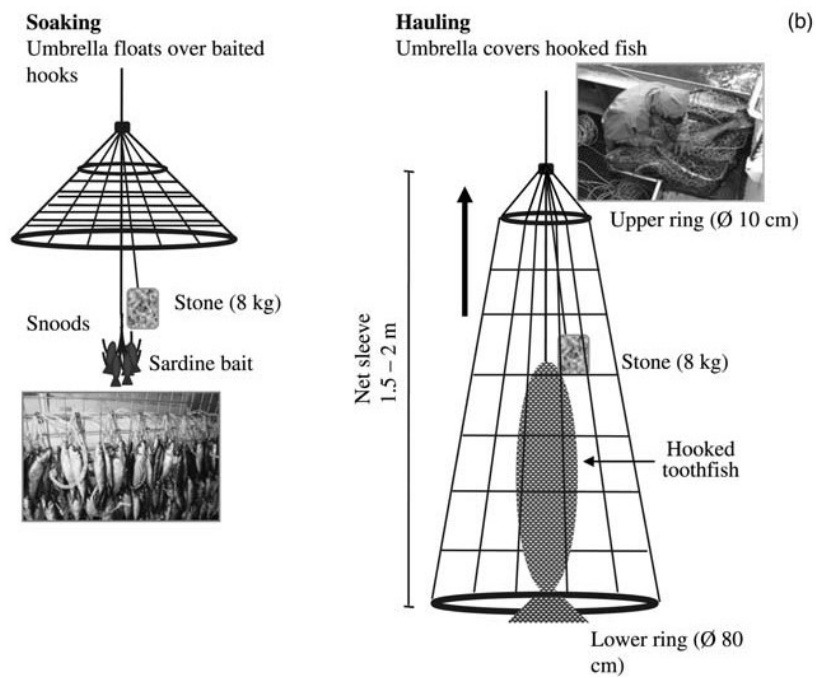 Soaking
Umbrella floats over baited
hooks
Stone (8 kg)
Snoods
Sardine bait
Hauling
Umbrella covers hooked fish
(b)
Upper ring (Ø 10 cm)
Net sleeve
1.5 – 2 m
Stone (8 kg)
Hooked
toothfish
Lower ring (Ø 80
cm)